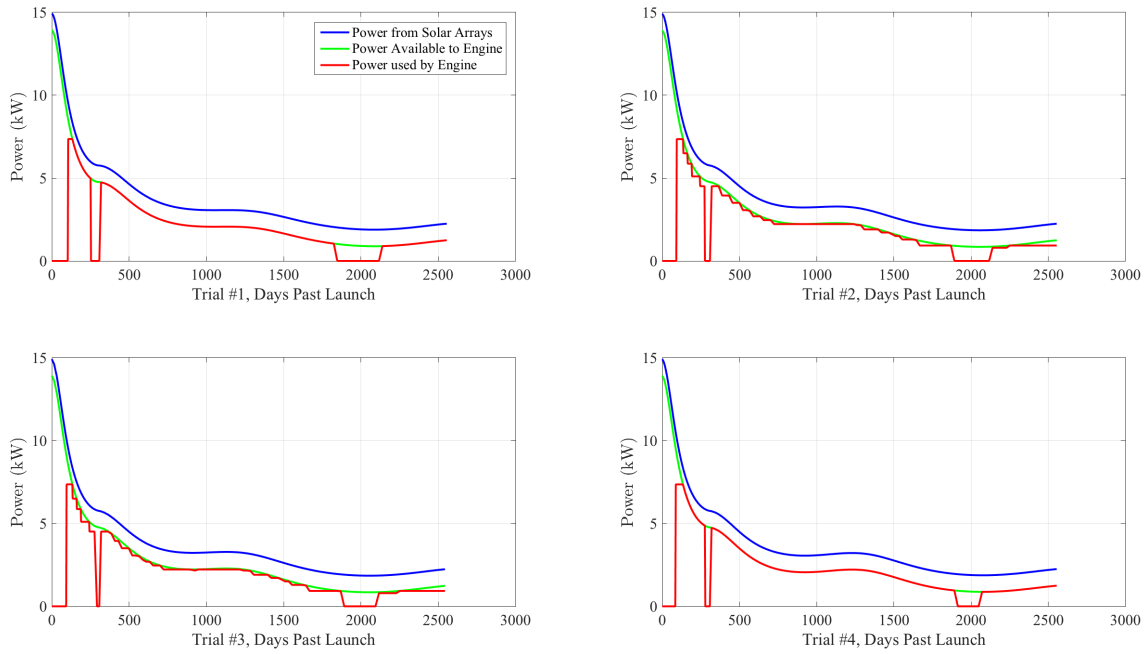 15
10
5
0
Power (kW)
Power from Solar Arrays
Power Available to Engine
Power used by Engine
0 500 1000 1500 2000 2500 3000
Trial #1, Days Past Launch
15
10
5
0
Power (kW)
0 500 1000 1500 2000 2500 3000
Trial #2, Days Past Launch
15
10
5
0
Power (kW)
0 500 1000 1500 2000 2500 3000
Trial #3, Days Past Launch
15
10
5
0
Power (kW)
0 500 1000 1500 2000 2500 3000
Trial #4, Days Past Launch